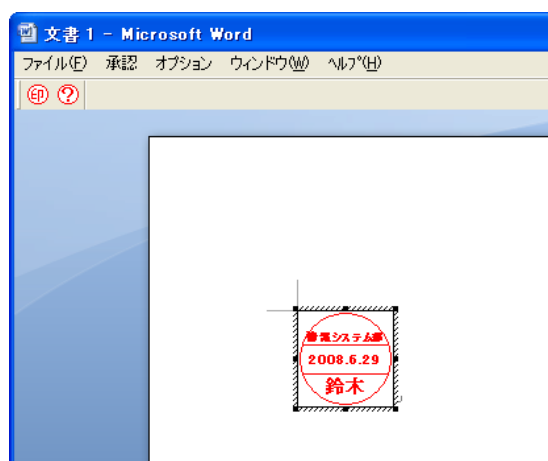 文書 1 - Microsoft Word
ファイル(F) 承認 オプション ウィンドウ(W) ヘルプ(H)
印 ?
システム部
2008.6.29
鈴木